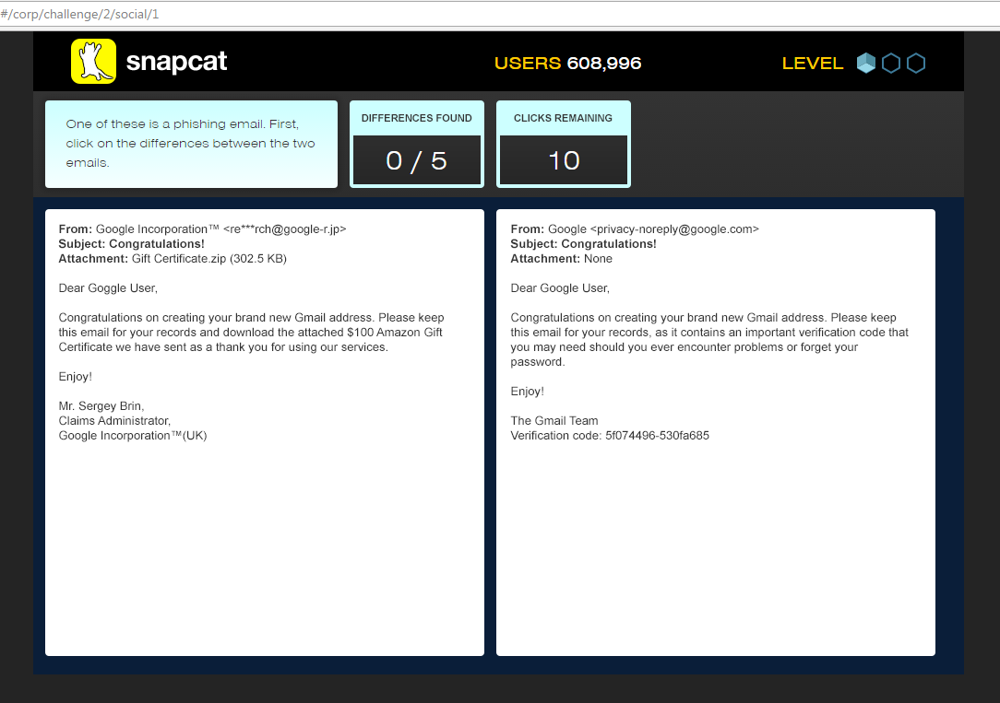 #/corp/challenge/2/social/1
snapcat
USERS 608,996
LEVEL
One of these is a phishing email. First,
click on the differences between the two
emails.
DIFFERENCES FOUND
0 / 5
CLICKS REMAINING
10
From: Google Incorporation™ <re***rch@google-r.jp>
Subject: Congratulations!
Attachment: Gift Certificate.zip (302.5 KB)
Dear Goggle User,
Congratulations on creating your brand new Gmail address. Please keep
this email for your records and download the attached $100 Amazon Gift
Certificate we have sent as a thank you for using our services.
Enjoy!
Mr. Sergey Brin,
Claims Administrator,
Google Incorporation™(UK)
From: Google <privacy-noreply@google.com>
Subject: Congratulations!
Attachment: None
Dear Google User,
Congratulations on creating your brand new Gmail address. Please keep
this email for your records, as it contains an important verification code that
you may need should you ever encounter problems or forget your
password.
Enjoy!
The Gmail Team
Verification code: 5f074496-530fa685